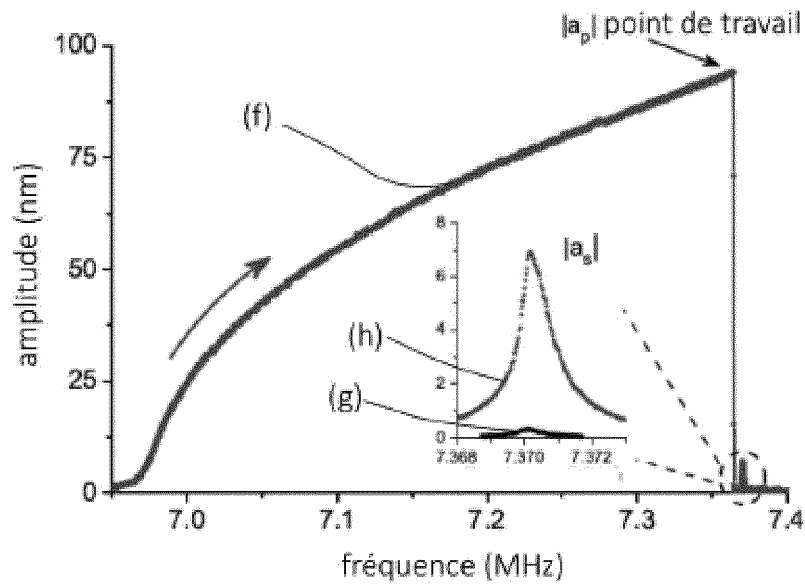 |aₚ| point de travail
100
75
50
25
0
amplitude (nm)
(f)
8
6
4
2
0
|aₛ|
(h)
(g)
7.368 7.370 7.372
7.0 7.1 7.2 7.3 7.4
fréquence (MHz)